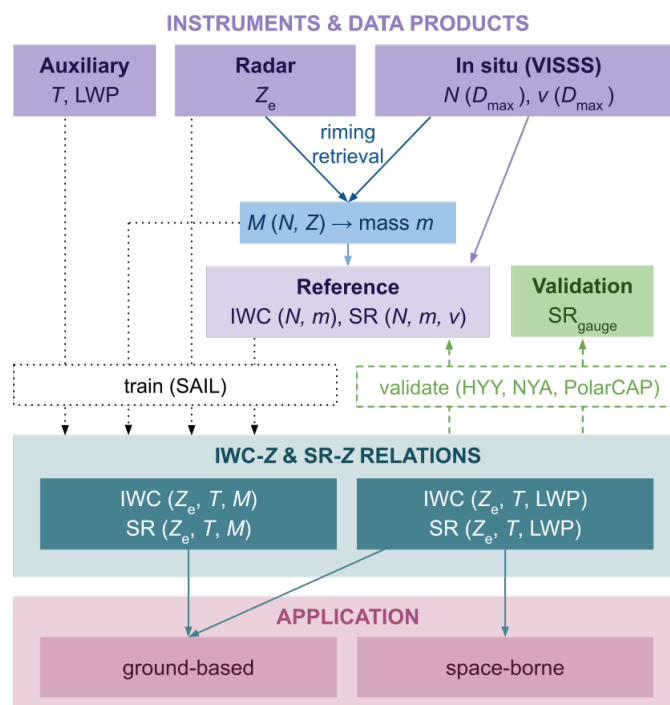 INSTRUMENTS & DATA PRODUCTS
Auxiliary
T, LWP
Radar
Ze
In situ (VISSS)
N (Dmax), v (Dmax)
riming
retrieval
M (N, Z) → mass m
Reference
IWC (N, m), SR (N, m, v)
Validation
SRgauge
train (SAIL)
validate (HYY, NYA, PolarCAP)
IWC-Z & SR-Z RELATIONS
IWC (Ze, T, M)
SR (Ze, T, M)
IWC (Ze, T, LWP)
SR (Ze, T, LWP)
APPLICATION
ground-based
space-borne